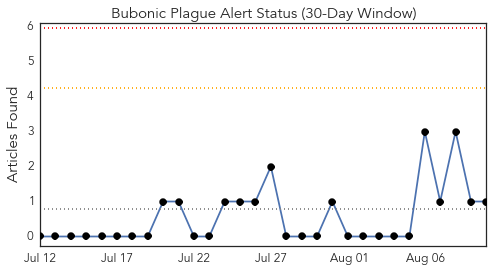 Bubonic Plague Alert Status (30-Day Window)
Articles Found
6
5
4
3
2
1
0
Jul 12 Jul 17 Jul 22 Jul 27 Aug 01 Aug 06